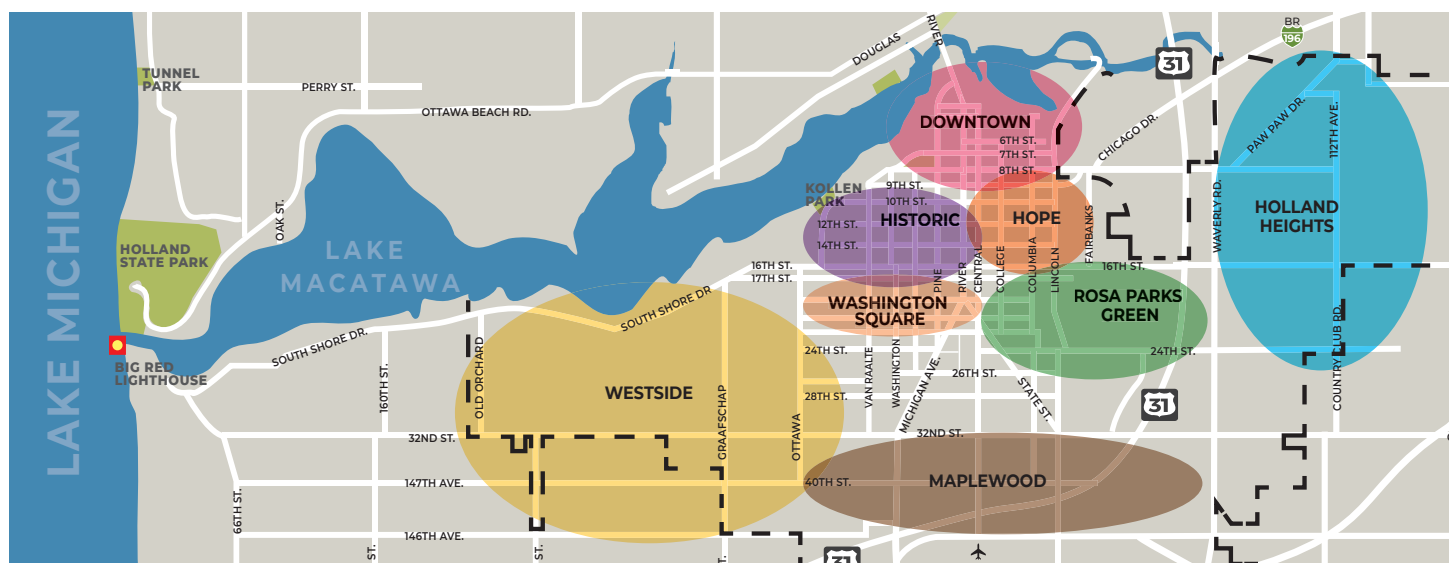 LAKE MICHIGAN
TUNNEL
PARK
PERRY ST.
OTTAWA BEACH RD.
DOUGLAS
RIVER
31
BR
196
DOWNTOWN
6TH ST.
7TH ST.
8TH ST.
CHICAGO DR.
PAW PAW DR.
112TH AVE.
KOLLEN
PARK
9TH ST.
10TH ST.
HISTORIC
12TH ST.
14TH ST.
HOPE
FAIRBANKS
WAVERLY RD.
HOLLAND
HEIGHTS
OAK ST.
HOLLAND
STATE PARK
LAKE
MACATAWA
16TH ST.
17TH ST.
PINE
RIVER
CENTRAL
COLLEGE
COLUMBIA
LINCOLN
16TH ST.
ROSA PARKS
GREEN
WASHINGTON
SQUARE
SOUTH SHORE DR
SOUTH SHORE DR.
BIG RED
LIGHTHOUSE
160TH ST.
OLD ORCHARD
WESTSIDE
GRAAFSCHAP
OTTAWA
24TH ST.
28TH ST.
VAN RAALTE
WASHINGTON
MICHIGAN AVE.
26TH ST.
STATE ST.
24TH ST.
COUNTRY CLUB RD.
31
32ND ST.
32ND ST.
147TH AVE.
40TH ST.
MAPLEWOOD
66TH ST.
146TH AVE.
ST.
ST.
T.
31